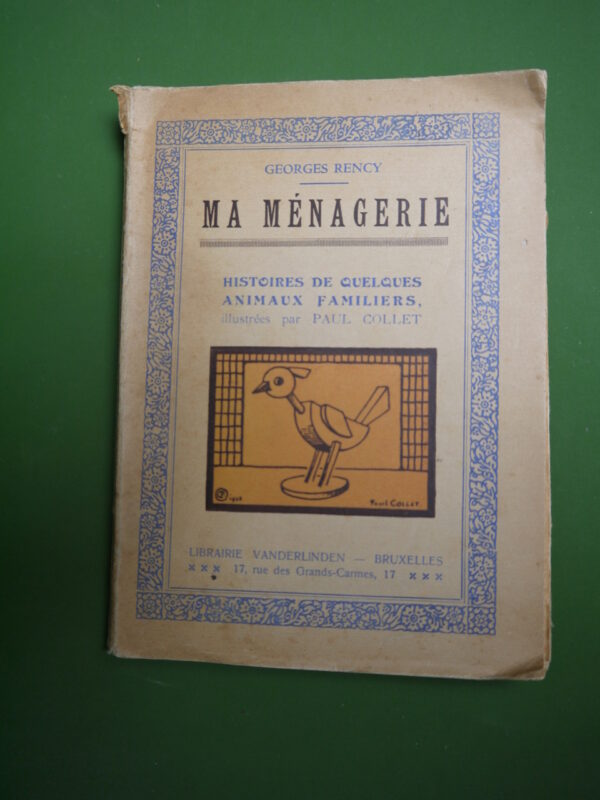 GEORGES RENCY
MA MÉNAGERIE
HISTOIRES DE QUELQUES
ANIMAUX FAMILIERS,
illustrées par PAUL COLLET
Paul COLLET.
LIBRAIRIE VANDERLINDEN — BRUXELLES
××× 17, rue des Grands-Carmes, 17 ×××